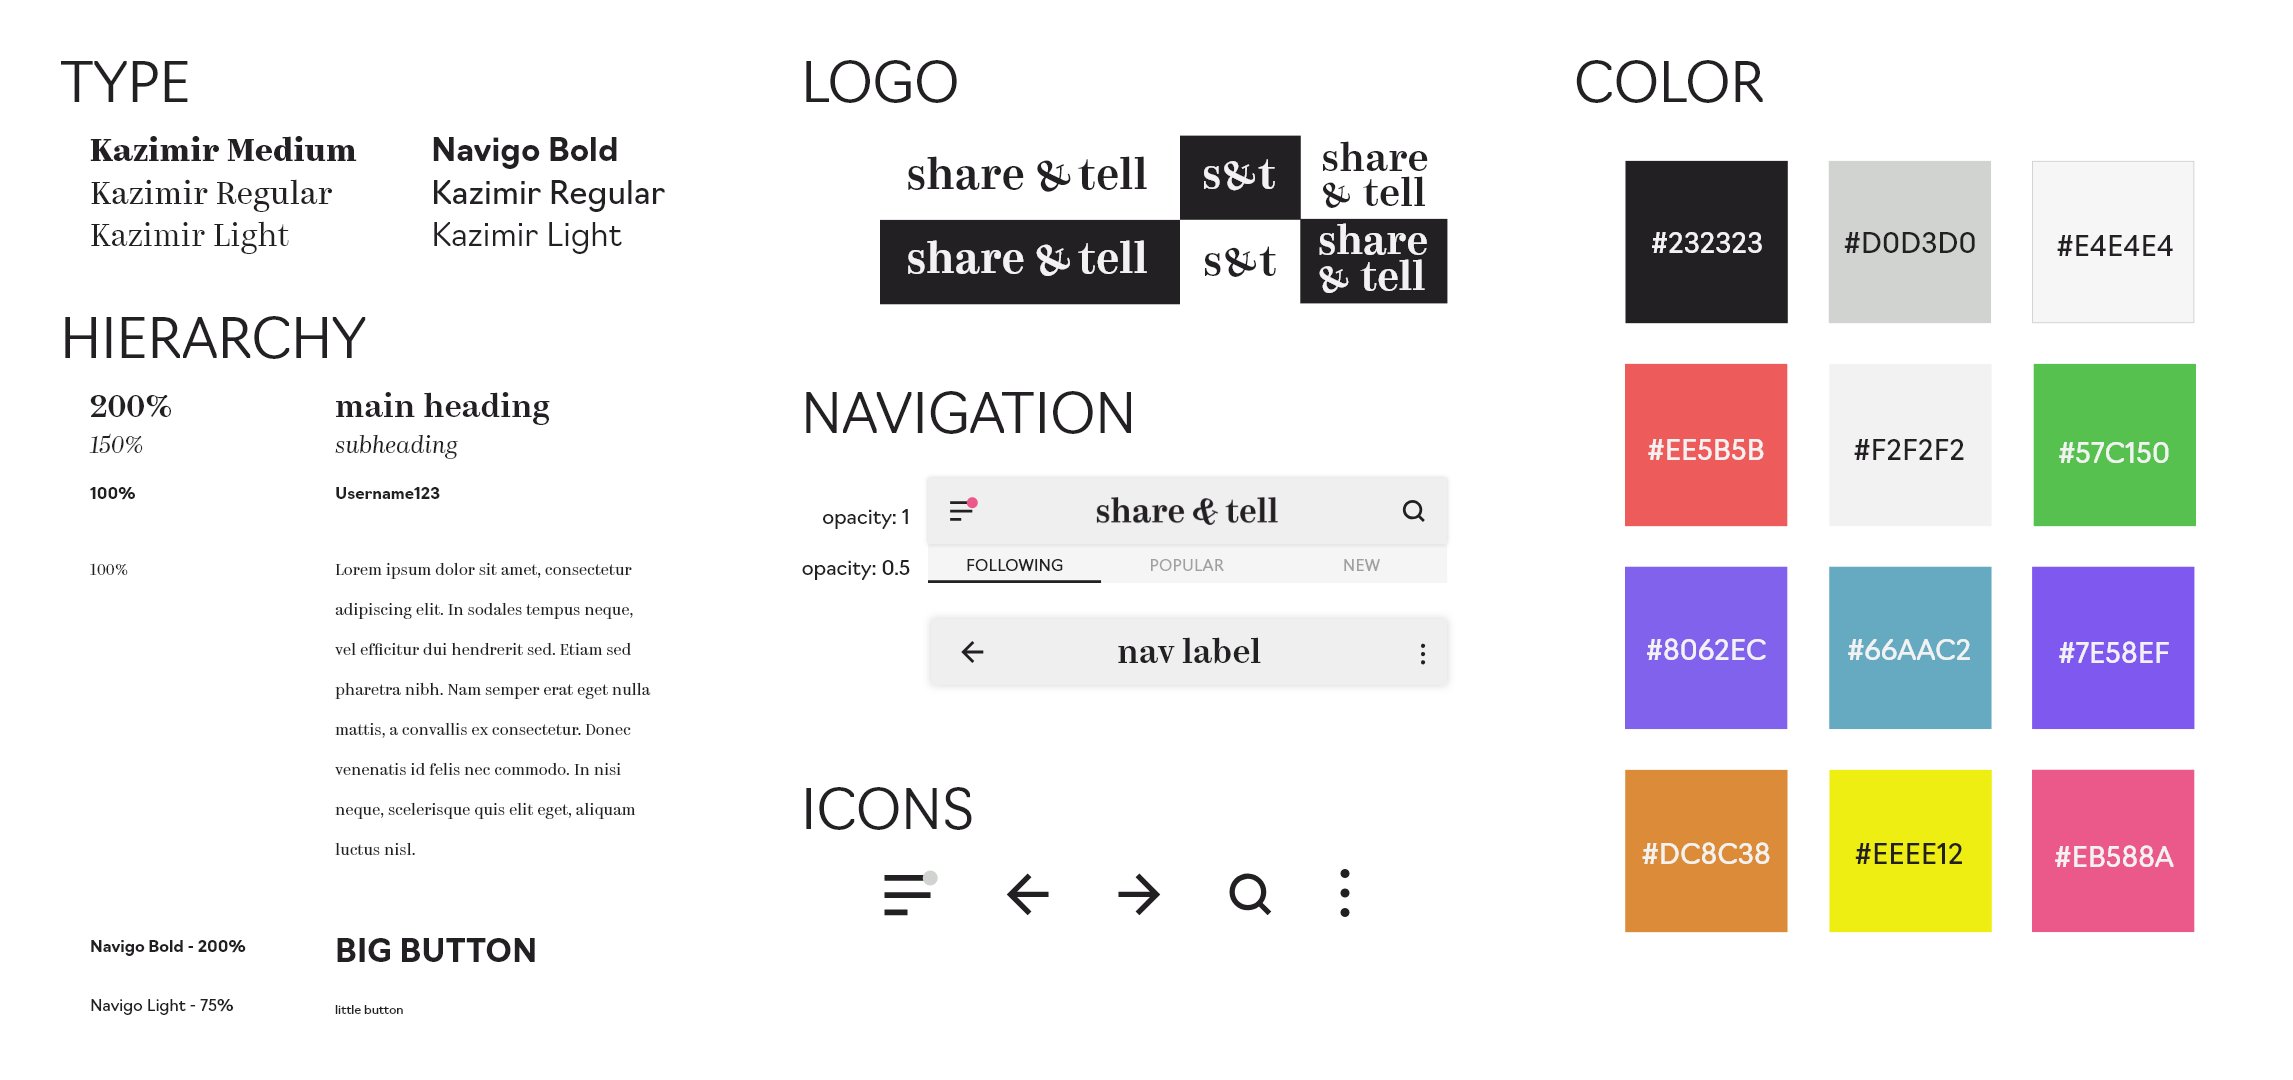 TYPE
Kazimir Medium
Kazimir Regular
Kazimir Light
Navigo Bold
Kazimir Regular
Kazimir Light
HIERARCHY
200% main heading
150% subheading
100% Username123
100% Lorem ipsum dolor sit amet, consectetur
adipiscing elit. In sodales tempus neque,
vel efficitur dui hendrerit sed. Etiam sed
pharetra nibh. Nam semper erat eget nulla
mattis, a convallis ex consectetur. Donec
venenatis id felis nec commodo. In nisi
neque, scelerisque quis elit eget, aliquam
luctus nisl.
Navigo Bold - 200% BIG BUTTON
Navigo Light - 75% little button
LOGO
share & tell
s&t
share
& tell
share & tell
s&t
share
& tell
NAVIGATION
opacity: 1 share & tell
opacity: 0.5 FOLLOWING POPULAR NEW
nav label
ICONS
COLOR
#232323 #D0D3D0 #E4E4E4
#EE5B5B #F2F2F2 #57C150
#8062EC #66AAC2 #7E58EF
#DC8C38 #EEEE12 #EB588A